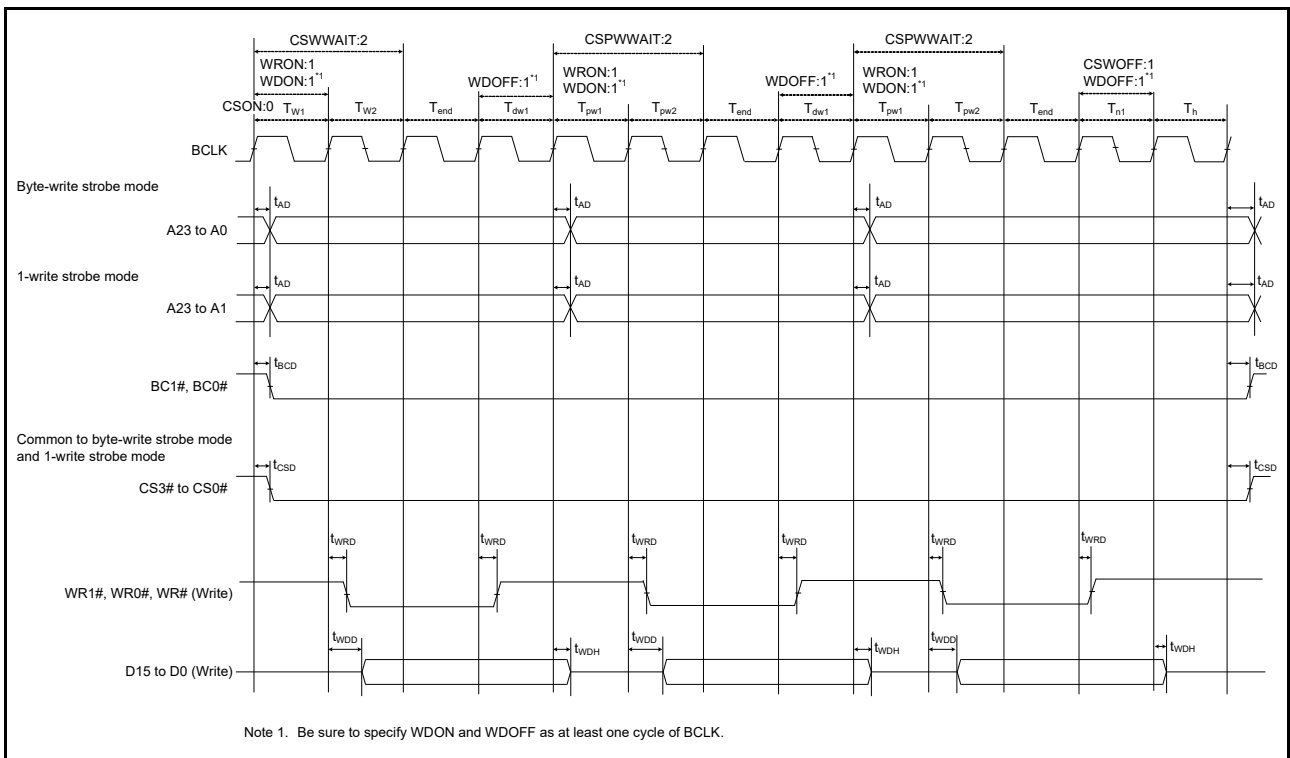 CSWWAIT:2
CSPWWAIT:2
CSPWWAIT:2
WRON:1
WDON:1*1
WDOFF:1*1
WRON:1
WDON:1*1
WDOFF:1*1
WRON:1
WDON:1*1
CSWOFF:1
WDOFF:1*1
CSON:0
TW1 TW2 Tend Tdw1 Tpw1 Tpw2 Tend Tdw1 Tpw1 Tpw2 Tend Tn1 Th
BCLK
Byte-write strobe mode
tAD tAD tAD tAD
A23 to A0
1-write strobe mode
tAD tAD tAD tAD
A23 to A1
tBCD tBCD
BC1#, BC0#
Common to byte-write strobe mode
and 1-write strobe mode
tCSD tCSD
CS3# to CS0#
tWRD tWRD tWRD tWRD tWRD tWRD
WR1#, WR0#, WR# (Write)
tWDD tWDH tWDD tWDH tWDD tWDH
D15 to D0 (Write)
Note 1. Be sure to specify WDON and WDOFF as at least one cycle of BCLK.